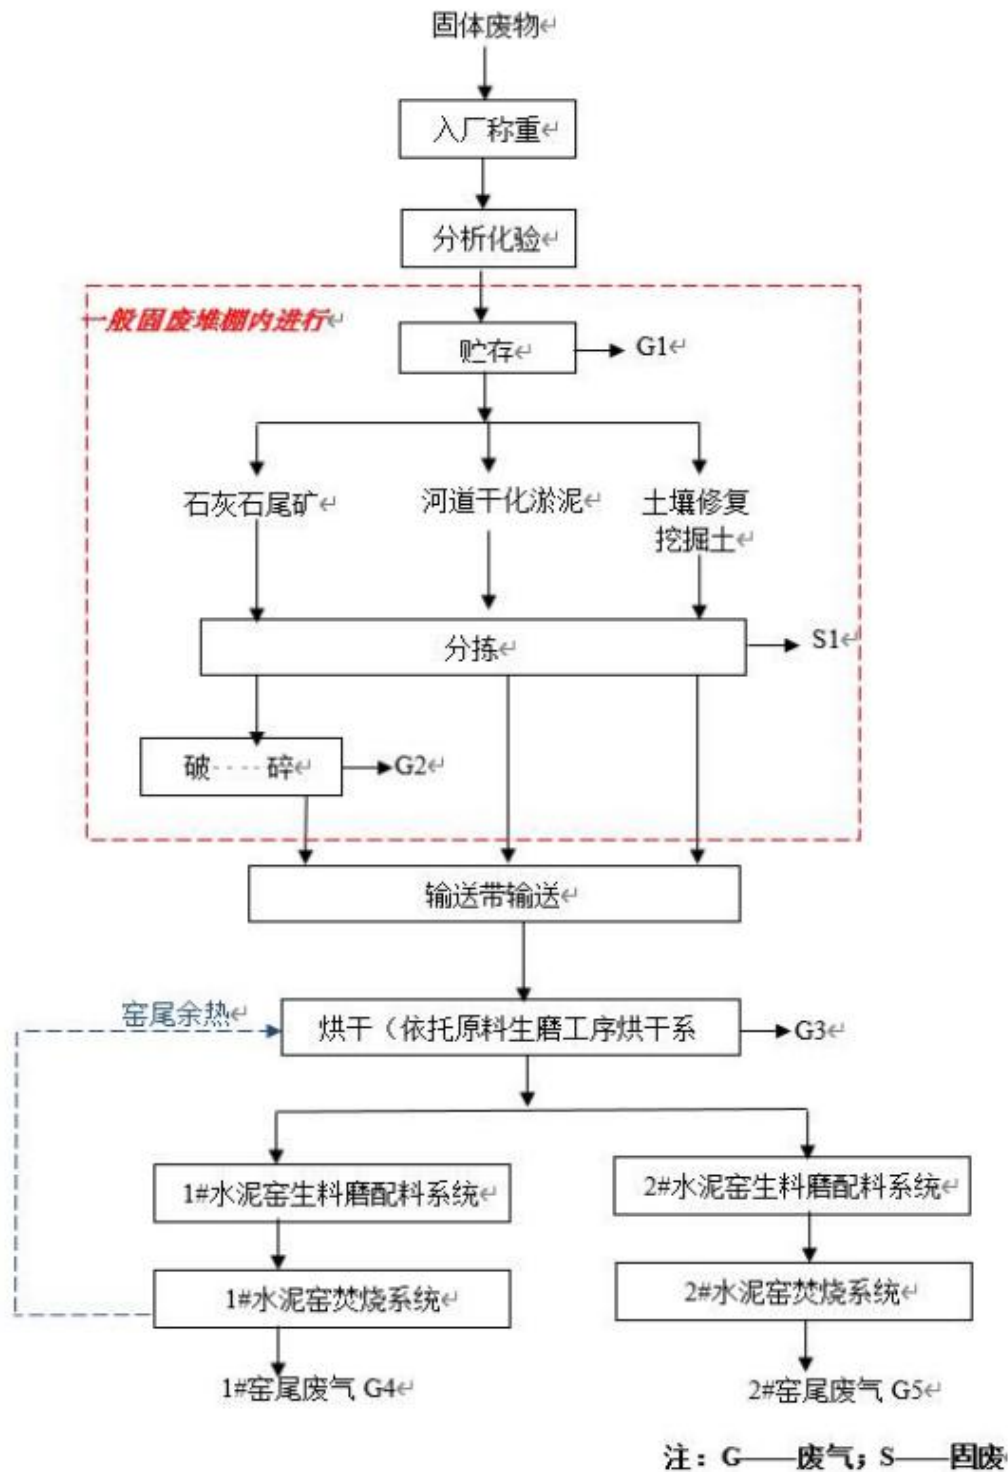 固体废物
入厂称重
分析化验
一般固废堆棚内进行
贮存
G1
石灰石尾矿
河道干化淤泥
土壤修复
挖掘土
分拣
S1
破····碎
G2
输送带输送
窑尾余热
烘干（依托原料生磨工序烘干系
G3
1#水泥窑生料磨配料系统
2#水泥窑生料磨配料系统
1#水泥窑焚烧系统
2#水泥窑焚烧系统
1#窑尾废气 G4
2#窑尾废气 G5
注：G——废气；S——固废